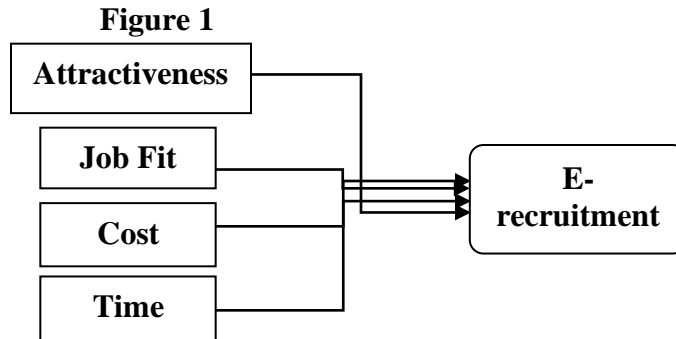 Figure 1
Attractiveness
Job Fit
Cost
Time
E-
recruitment